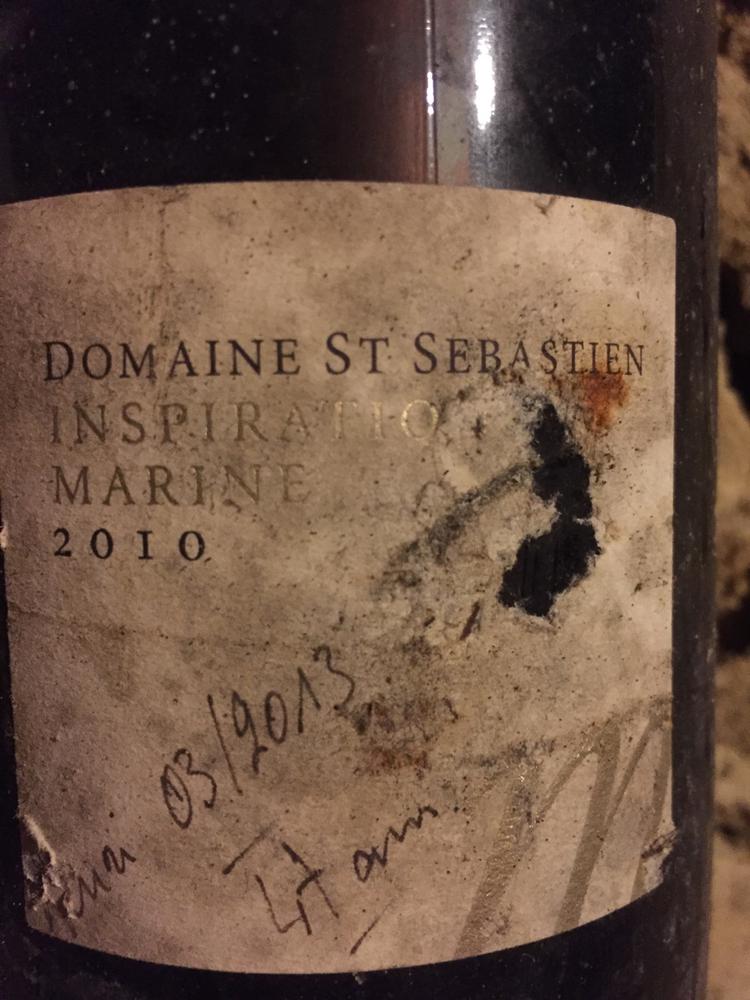 DOMAINE ST SEBASTIEN
INSPIRATIO
MARINE
2010
03/2013
47 ans
m